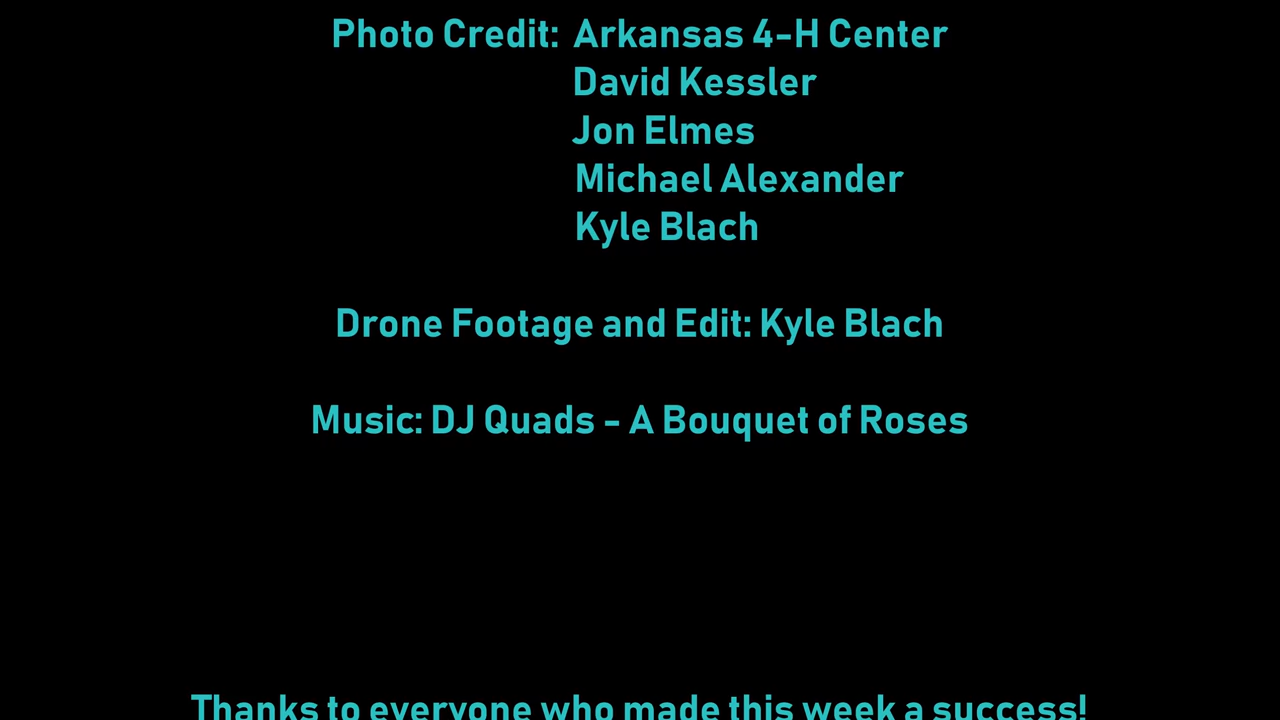 Photo Credit: Arkansas 4-H Center
David Kessler
Jon Elmes
Michael Alexander
Kyle Blach
Drone Footage and Edit: Kyle Blach
Music: DJ Quads - A Bouquet of Roses
Thanks to everyone who made this week a success!